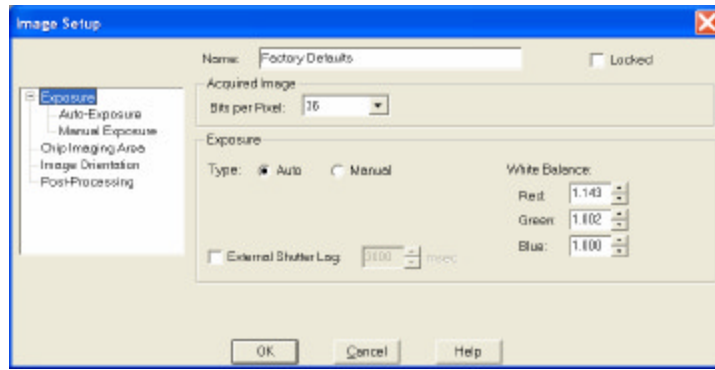 Image Setup
Name: Factory Defaults
Locked
Exposure
Auto-Exposure
Manual Exposure
Chip Imaging Area
Image Orientation
Post-Processing
Acquired Image
Bits per Pixel:
Exposure
Type: Auto Manual
White Balance:
Red: 1.143
Green: 1.002
Blue: 1.000
External Shutter Lag: msec
OK Cancel Help